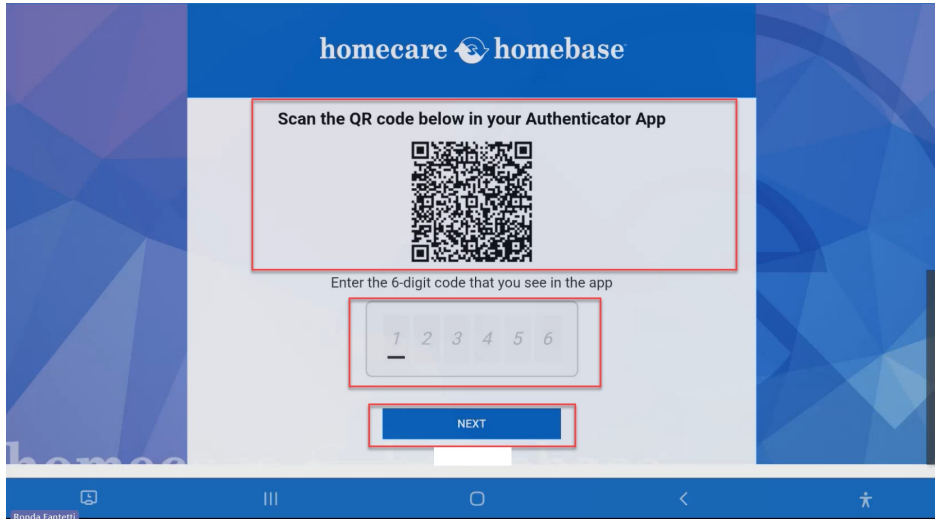 homecare homebase
Scan the QR code below in your Authenticator App
Enter the 6-digit code that you see in the app
1 2 3 4 5 6
NEXT
Ronda Fantetti